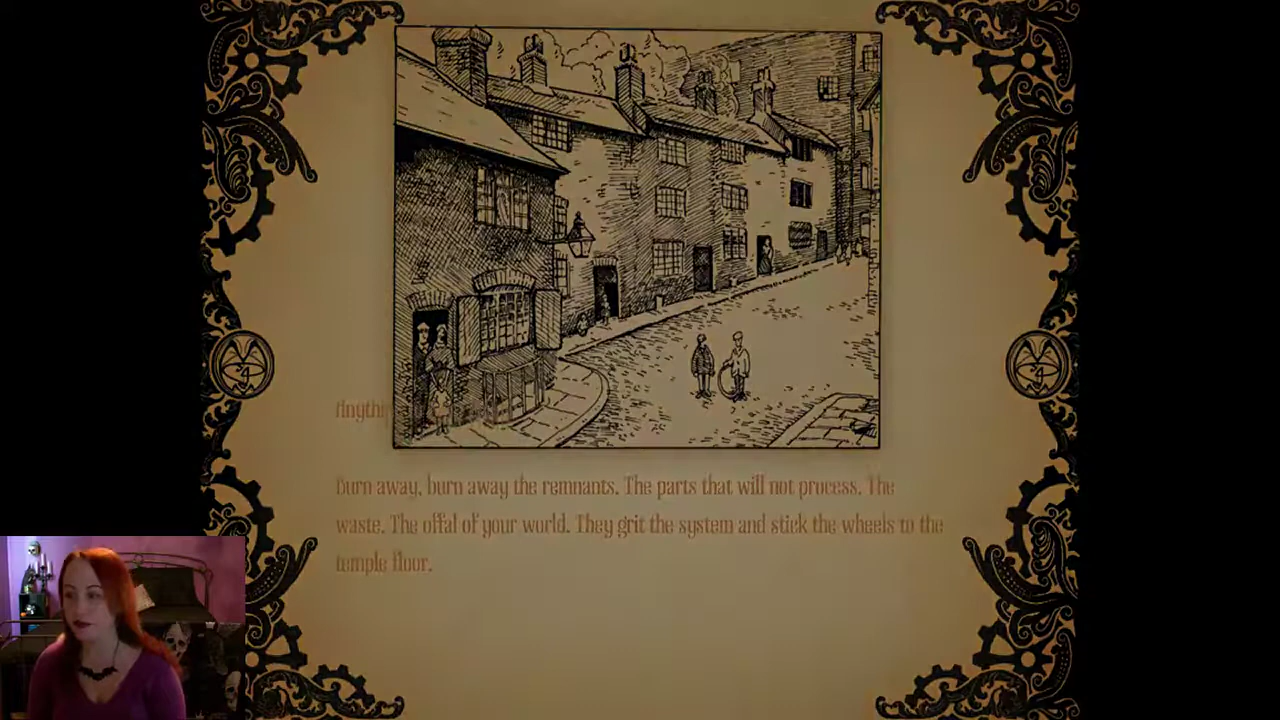 Burn away, burn away the remnants. The parts that will not process. The
waste. The offal of your world. They grit the system and stick the wheels to the
temple floor.